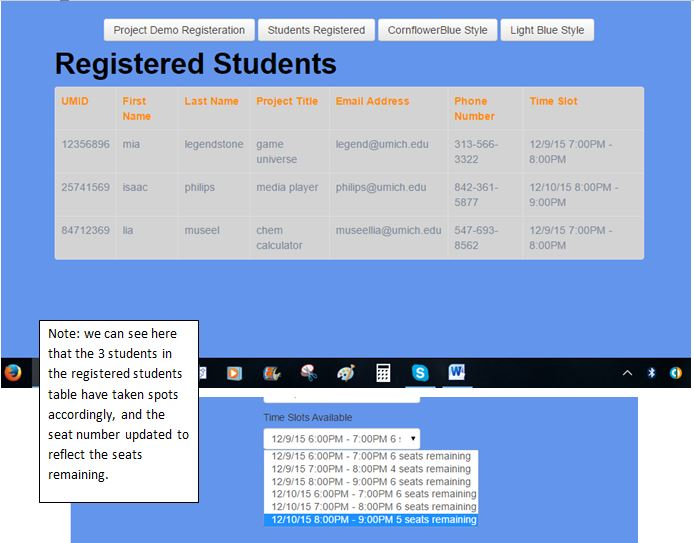 Project Demo Registeration
Students Registered
CornflowerBlue Style
Light Blue Style
Registered Students
UMID First Name Last Name Project Title Email Address Phone Number Time Slot
12356896 mia legendstone game universe legend@umich.edu 313-566-3322 12/9/15 7:00PM - 8:00PM
25741569 isaac philips media player philips@umich.edu 842-361-5877 12/10/15 8:00PM - 9:00PM
84712369 lia museel chem calculator museellia@umich.edu 547-693-8562 12/9/15 7:00PM - 8:00PM
Note: we can see here
that the 3 students in
the registered students
table have taken spots
accordingly, and the
seat number updated to
reflect the seats
remaining.
Time Slots Available
12/9/15 6:00PM - 7:00PM 6
12/9/15 6:00PM - 7:00PM 6 seats remaining
12/9/15 7:00PM - 8:00PM 4 seats remaining
12/9/15 8:00PM - 9:00PM 6 seats remaining
12/10/15 6:00PM - 7:00PM 6 seats remaining
12/10/15 7:00PM - 8:00PM 6 seats remaining
12/10/15 8:00PM - 9:00PM 5 seats remaining